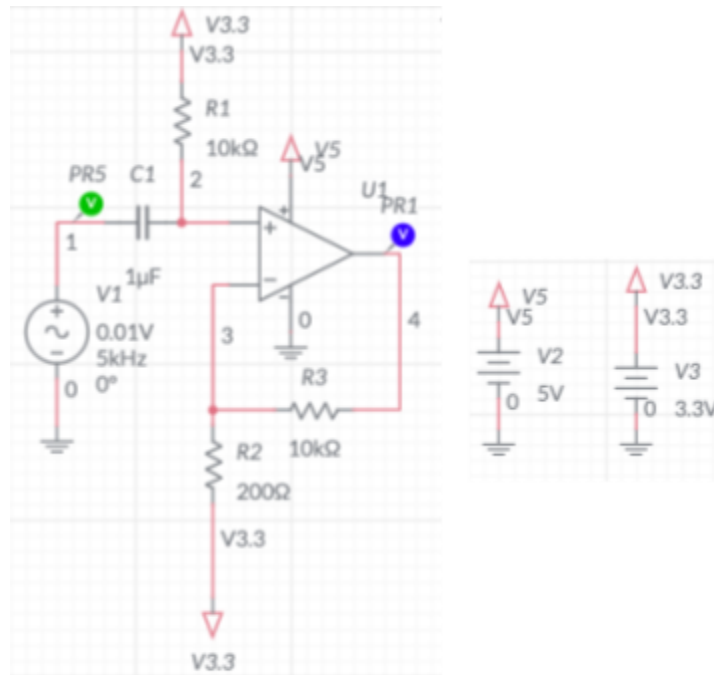 V3.3
V3.3
R1
10kΩ
V5
V5
2
PR5
C1
U1
PR1
V
V
1
+
+
−
−
1µF
V1
+
~
−
0.01V
5kHz
0°
0
3
0
4
R3
10kΩ
R2
200Ω
V3.3
V3.3
V5
V5
V2
5V
0
V3.3
V3.3
V3
3.3V
0